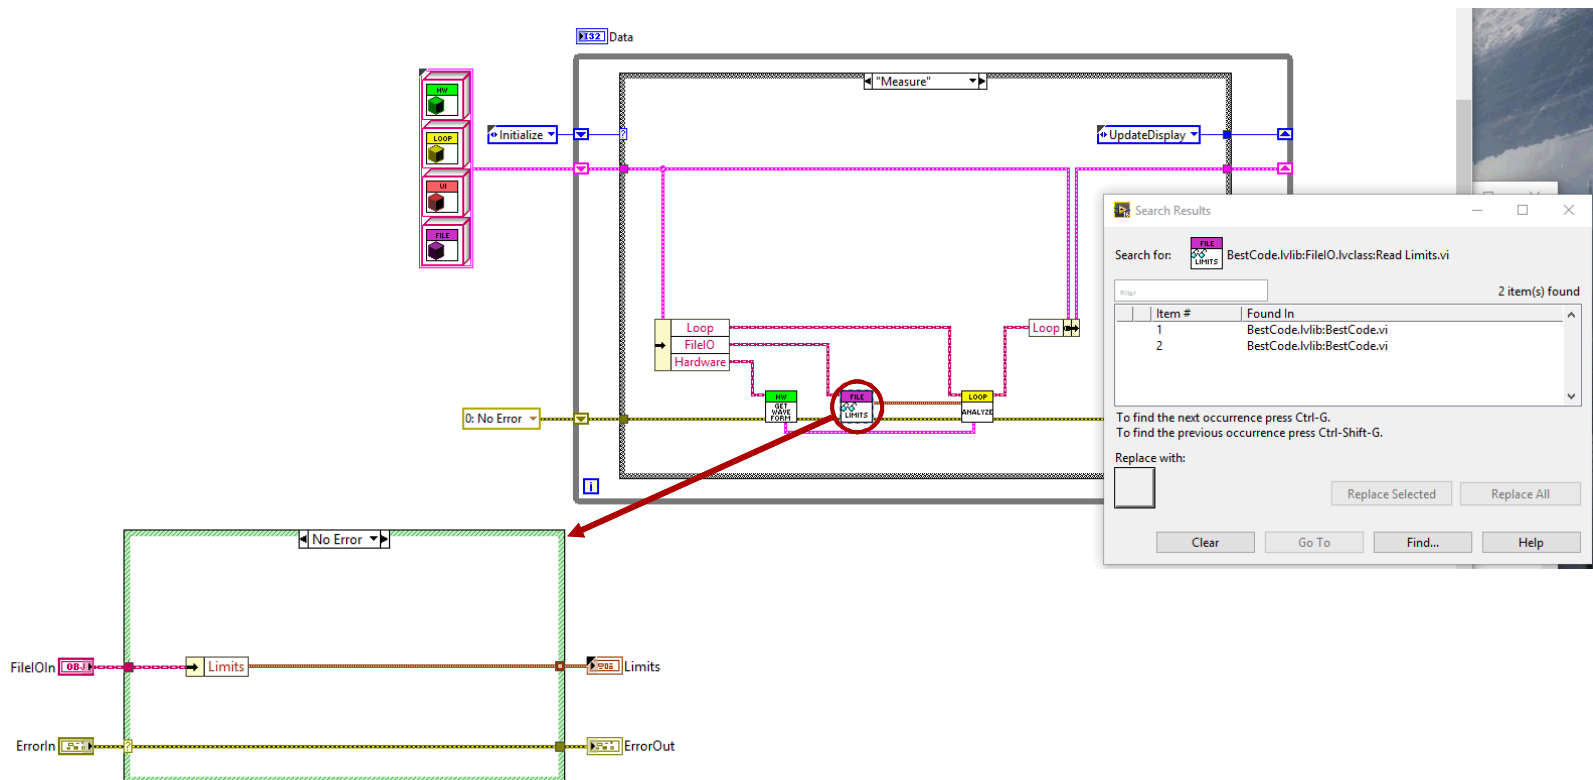 I32 Data
"Measure"
HW
LOOP
UI
FILE
Initialize
?
UpdateDisplay
Loop
FileIO
Hardware
Loop
HW
GET
WAVE
FORM
FILE
LIMITS
LOOP
ANALYZE
0: No Error
i
Search Results
Search for:
FILE
LIMITS
BestCode.lvlib:FileIO.lvclass:Read Limits.vi
Filter
2 item(s) found
Item # Found In
1 BestCode.lvlib:BestCode.vi
2 BestCode.lvlib:BestCode.vi
To find the next occurrence press Ctrl-G.
To find the previous occurrence press Ctrl-Shift-G.
Replace with:
Replace Selected Replace All
Clear Go To Find... Help
No Error
FileIOIn OBJ
Limits
Limits
ErrorIn
?
ErrorOut